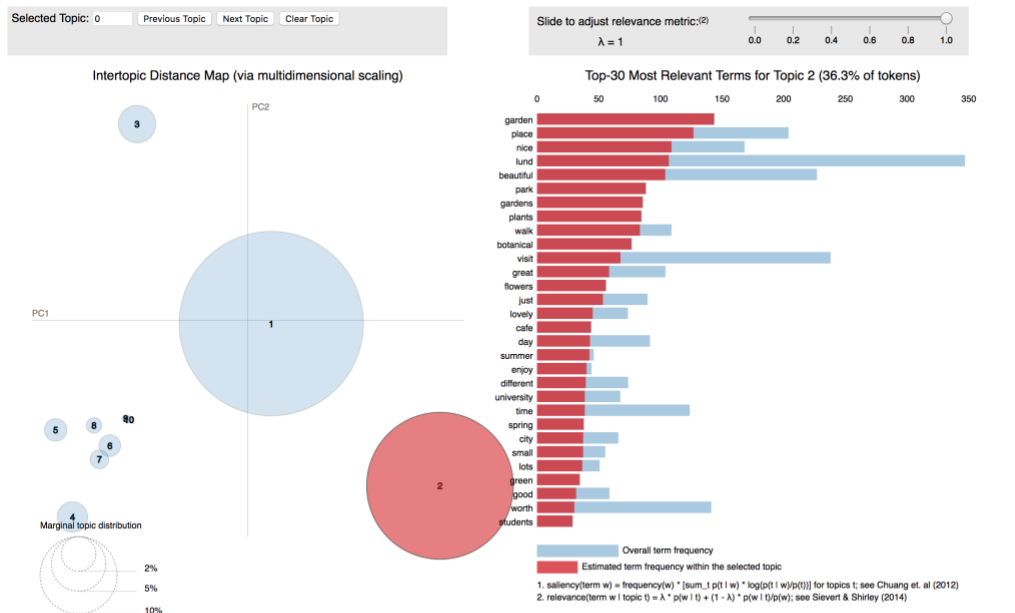 Selected Topic: 0 Previous Topic Next Topic Clear Topic
Slide to adjust relevance metric:(2)
λ = 1
0.0 0.2 0.4 0.6 0.8 1.0
Intertopic Distance Map (via multidimensional scaling)
PC2
PC1
3
1
5
8
9
10
6
7
2
4
Marginal topic distribution
2%
5%
10%
Top-30 Most Relevant Terms for Topic 2 (36.3% of tokens)
0 50 100 150 200 250 300 350
garden
place
nice
lund
beautiful
park
gardens
plants
walk
botanical
visit
great
flowers
just
lovely
cafe
day
summer
enjoy
different
university
time
spring
city
small
lots
green
good
worth
students
Overall term frequency
Estimated term frequency within the selected topic
1. saliency(term w) = frequency(w) * [sum_t p(t | w) * log(p(t | w)/p(t))] for topics t; see Chuang et. al (2012)
2. relevance(term w | topic t) = λ * p(w | t) + (1 - λ) * p(w | t)/p(w); see Sievert & Shirley (2014)